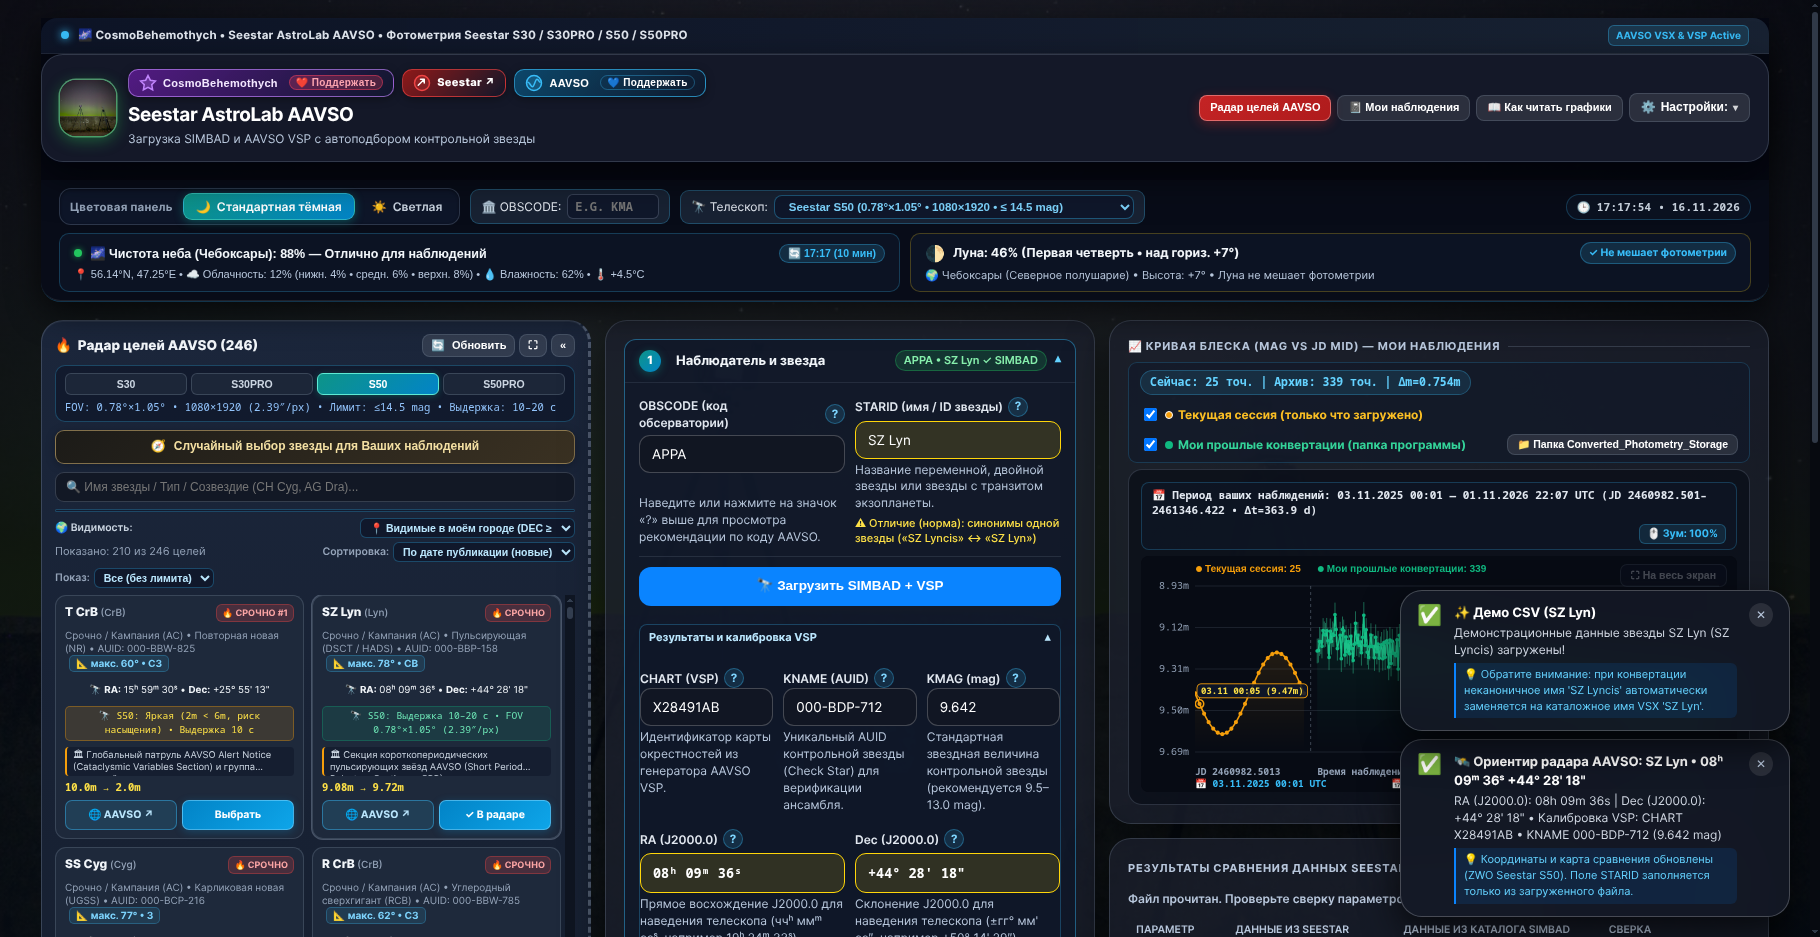 CosmoBehemothych • Seestar AstroLab AAVSO • Фотометрия Seestar S30 / S30PRO / S50 / S50PRO
AAVSO VSX & VSP Active
CosmoBehemothych ❤️ Поддержать
Seestar ↗
AAVSO 💙 Поддержать
Seestar AstroLab AAVSO
Загрузка SIMBAD и AAVSO VSP с автоподбором контрольной звезды
Радар целей AAVSO
Мои наблюдения
Как читать графики
Настройки: ▾
Цветовая панель
Стандартная тёмная
Светлая
OBSCODE: E.G. KMA
Телескоп: Seestar S50 (0.78°×1.05° • 1080×1920 • ≤ 14.5 mag)
17:17:54 • 16.11.2026
Чистота неба (Чебоксары): 88% — Отлично для наблюдений
17:17 (10 мин)
56.14°N, 47.25°E • Облачность: 12% (нижн. 4% • средн. 6% • верхн. 8%) • Влажность: 62% • +4.5°C
Луна: 46% (Первая четверть • над гориз. +7°)
✓ Не мешает фотометрии
Чебоксары (Северное полушарие) • Высота: +7° • Луна не мешает фотометрии
Радар целей AAVSO (246)
Обновить
«
S30
S30PRO
S50
S50PRO
FOV: 0.78°×1.05° • 1080×1920 (2.39″/px) • Лимит: ≤14.5 mag • Выдержка: 10–20 с
Случайный выбор звезды для Ваших наблюдений
Имя звезды / Тип / Созвездие (CH Cyg, AG Dra)...
Видимость:
Видимые в моём городе (DEC ≥
Показано: 210 из 246 целей
Сортировка: По дате публикации (новые)
Показ: Все (без лимита)
T CrB (CrB)
СРОЧНО #1
Срочно / Кампания (AC) • Повторная новая
(NR) • AUID: 000-BBW-825
макс. 60° • СЗ
RA: 15ʰ 59ᵐ 30ˢ • Dec: +25° 55' 13"
S50: Яркая (2m < 6m, риск
насыщения) • Выдержка 10 с
Глобальный патруль AAVSO Alert Notice
(Cataclysmic Variables Section) и группа...
10.0m → 2.0m
AAVSO ↗
Выбрать
SZ Lyn (Lyn)
СРОЧНО
Срочно / Кампания (AC) • Пульсирующая
(DSCT / HADS) • AUID: 000-BBP-158
макс. 78° • СВ
RA: 08ʰ 09ᵐ 36ˢ • Dec: +44° 28' 18"
S50: Выдержка 10–20 с • FOV
0.78°×1.05° (2.39″/px)
Секция короткопериодических
пульсирующих звёзд AAVSO (Short Period...
9.08m → 9.72m
AAVSO ↗
✓ В радаре
SS Cyg (Cyg)
СРОЧНО
Срочно / Кампания (AC) • Карликовая новая
(UGSS) • AUID: 000-BCP-216
макс. 77° • З
R CrB (CrB)
СРОЧНО
Срочно / Кампания (AC) • Углеродный
сверхгигант (RCB) • AUID: 000-BBW-785
макс. 62° • СЗ
1
Наблюдатель и звезда
APPA • SZ Lyn ✓ SIMBAD
OBSCODE (код
обсерватории)
?
APPA
Наведите или нажмите на значок
«?» выше для просмотра
рекомендации по коду AAVSO.
STARID (имя / ID звезды) ?
SZ Lyn
Название переменной, двойной
звезды или звезды с транзитом
экзопланеты.
⚠ Отличие (норма): синонимы одной
звезды («SZ Lyncis» ↔ «SZ Lyn»)
Загрузить SIMBAD + VSP
Результаты и калибровка VSP
CHART (VSP) ?
X28491AB
Идентификатор карты
окрестностей из
генератора AAVSO
VSP.
KNAME (AUID) ?
000-BDP-712
Уникальный AUID
контрольной звезды
(Check Star) для
верификации
ансамбля.
KMAG (mag) ?
9.642
Стандартная
звездная величина
контрольной звезды
(рекомендуется 9.5–
13.0 mag).
RA (J2000.0) ?
08ʰ 09ᵐ 36ˢ
Прямое восхождение J2000.0 для
наведения телескопа (ччʰ ммᵐ
Dec (J2000.0) ?
+44° 28' 18"
Склонение J2000.0 для
наведения телескопа (±гг° мм'
КРИВАЯ БЛЕСКА (MAG VS JD MID) — МОИ НАБЛЮДЕНИЯ
Сейчас: 25 точ. | Архив: 339 точ. | Δm=0.754m
Текущая сессия (только что загружено)
Мои прошлые конвертации (папка программы)
Папка Converted_Photometry_Storage
Период ваших наблюдений: 03.11.2025 00:01 — 01.11.2026 22:07 UTC (JD 2460982.501–
2461346.422 • Δt=363.9 d)
Зум: 100%
Текущая сессия: 25
Мои прошлые конвертации: 339
На весь экран
8.93m
9.12m
9.31m
9.50m
9.69m
03.11 00:05 (9.47m)
JD 2460982.5013
03.11.2025 00:01 UTC
✨ Демо CSV (SZ Lyn)
Демонстрационные данные звезды SZ Lyn (SZ
Lyncis) загружены!
Обратите внимание: при конвертации
неканоничное имя 'SZ Lyncis' автоматически
заменяется на каталожное имя VSX 'SZ Lyn'.
Ориентир радара AAVSO: SZ Lyn • 08ʰ
09ᵐ 36ˢ +44° 28' 18"
RA (J2000.0): 08h 09m 36s | Dec (J2000.0):
+44° 28' 18" • Калибровка VSP: CHART
X28491AB • KNAME 000-BDP-712 (9.642 mag)
Координаты и карта сравнения обновлены
(ZWO Seestar S50). Поле STARID заполняется
только из загруженного файла.
РЕЗУЛЬТАТЫ СРАВНЕНИЯ ДАННЫХ SEESTAR
Файл прочитан. Проверьте сверку
ПАРАМЕТР
ДАННЫЕ ИЗ SEESTAR
ДАННЫЕ ИЗ КАТАЛОГА SIMBAD
СВЕРКА